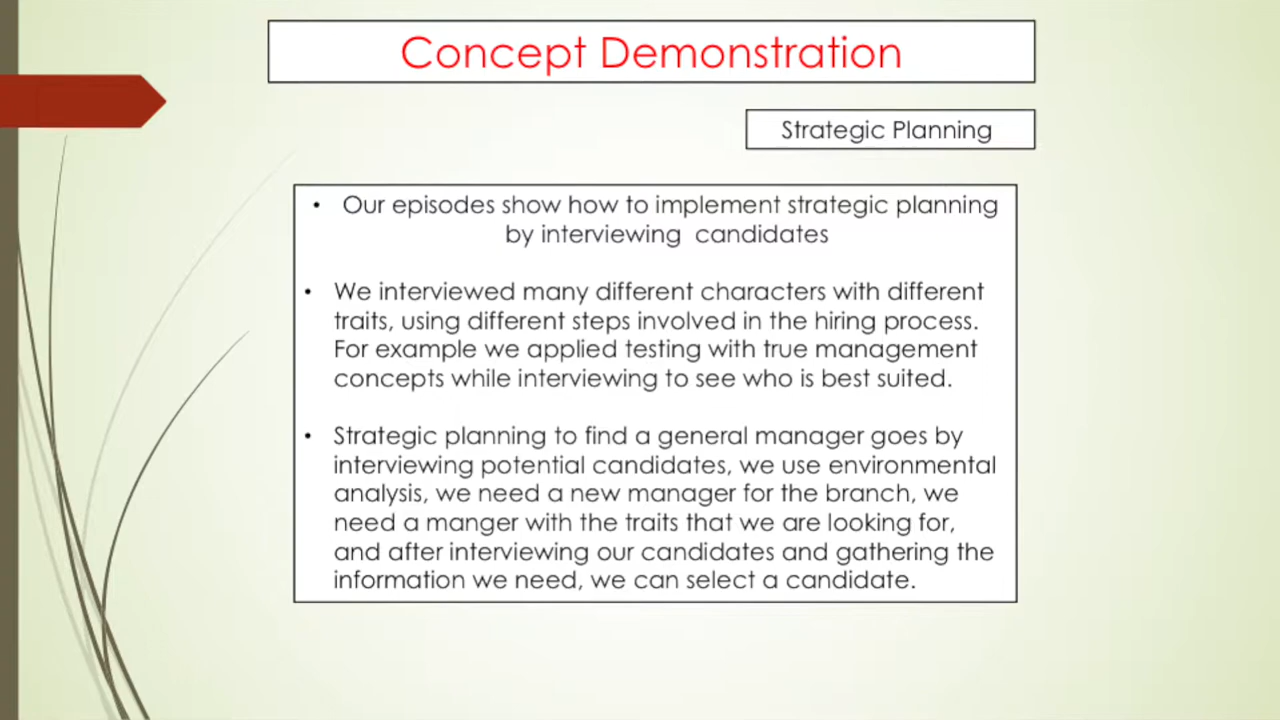 Concept Demonstration
Strategic Planning
• Our episodes show how to implement strategic planning
by interviewing candidates
• We interviewed many different characters with different
traits, using different steps involved in the hiring process.
For example we applied testing with true management
concepts while interviewing to see who is best suited.
• Strategic planning to find a general manager goes by
interviewing potential candidates, we use environmental
analysis, we need a new manager for the branch, we
need a manger with the traits that we are looking for,
and after interviewing our candidates and gathering the
information we need, we can select a candidate.